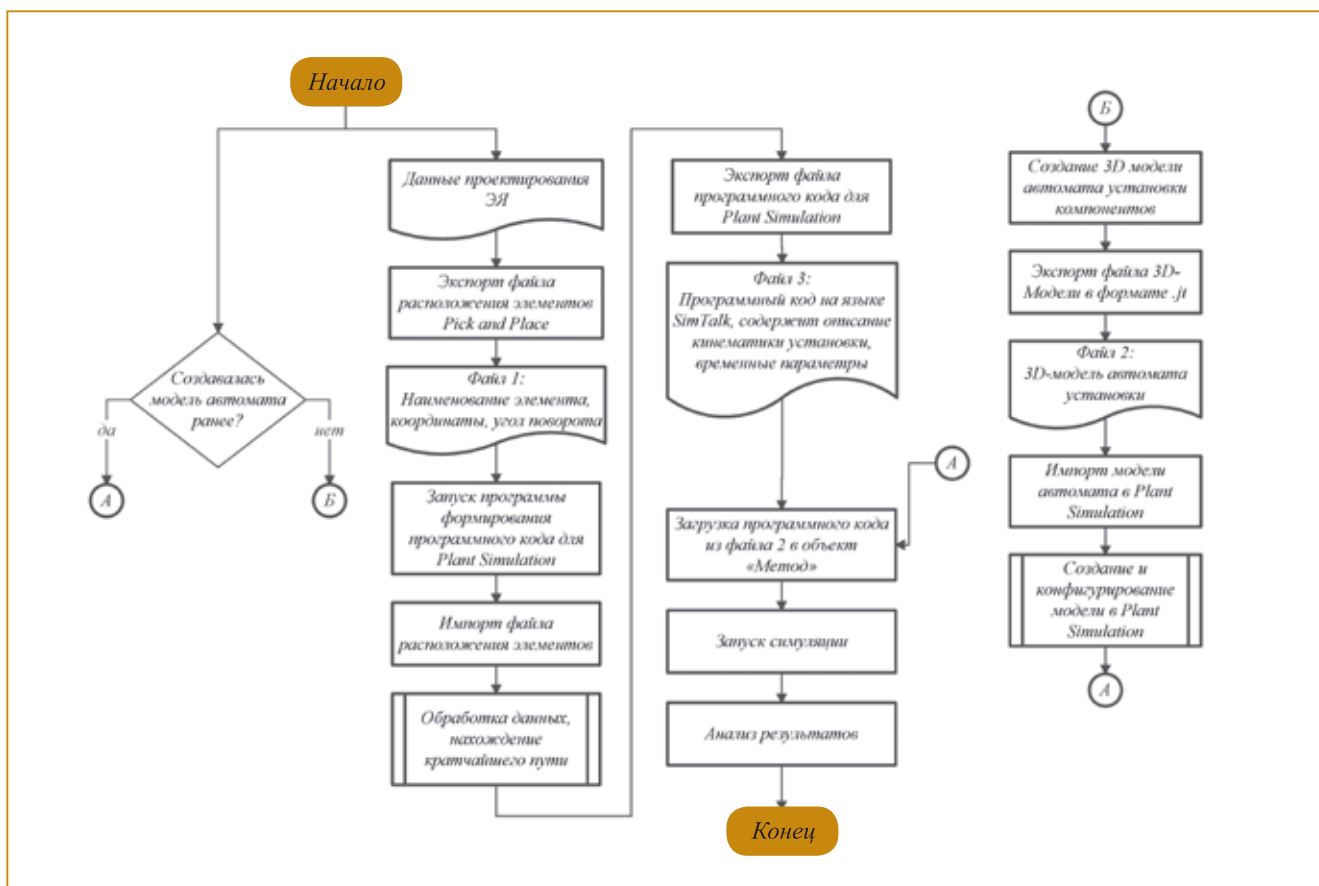 Начало
Создавалась
модель автомата
ранее?
да
нет
А
Б
Данные проектирования
ЭЯ
Экспорт файла
расположения элементов
Pick and Place
Файл 1:
Наименование элемента,
координаты, угол поворота
Запуск программы
формирования
программного кода для
Plant Simulation
Импорт файла
расположения элементов
Обработка данных,
нахождение
кратчайшего пути
Экспорт файла
программного кода для
Plant Simulation
Файл 3:
Программный код на языке
SimTalk, содержит описание
кинематики установки,
временные параметры
А
Загрузка программного кода
из файла 2 в объект
«Метод»
Запуск симуляции
Анализ результатов
Конец
Б
Создание 3D модели
автомата установки
компонентов
Экспорт файла 3D-
Модели в формате .jt
Файл 2:
3D-модель автомата
установки
Импорт модели
автомата в Plant
Simulation
Создание и
конфигурирование
модели в Plant
Simulation
А